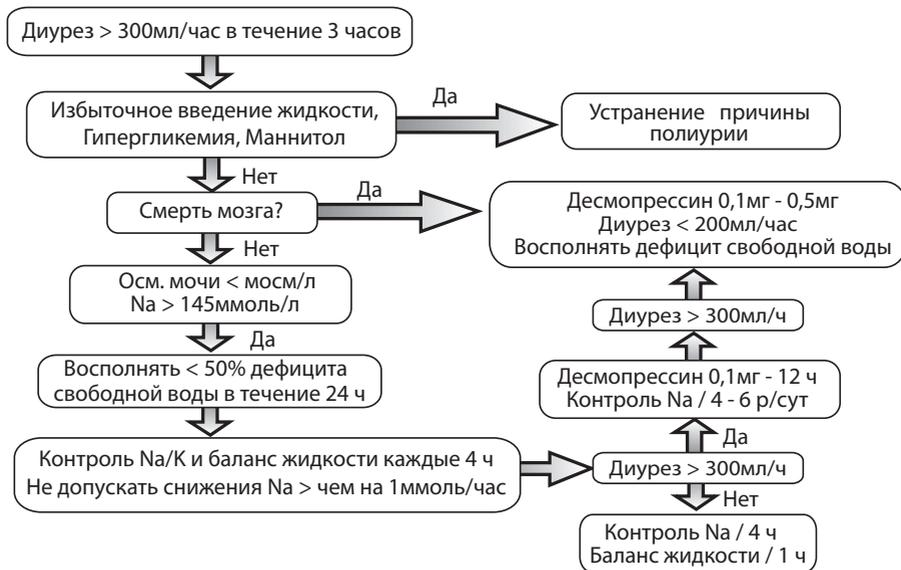 Диурез > 300мл/час в течение 3 часов
Избыточное введение жидкости,
Гипергликемия, Маннитол
Да
Устранение причины
полиурии
Нет
Смерть мозга?
Да
Десмопрессин 0,1мг - 0,5мг
Диурез < 200мл/час
Восполнять дефицит свободной воды
Нет
Осм. мочи < мосм/л
Na > 145ммоль/л
Да
Восполнять < 50% дефицита
свободной воды в течение 24 ч
Контроль Na/K и баланс жидкости каждые 4 ч
Не допускать снижения Na > чем на 1ммоль/час
Диурез > 300мл/ч
Десмопрессин 0,1мг - 12 ч
Контроль Na / 4 - 6 р/сут
Да
Диурез > 300мл/ч
Нет
Контроль Na / 4 ч
Баланс жидкости / 1 ч